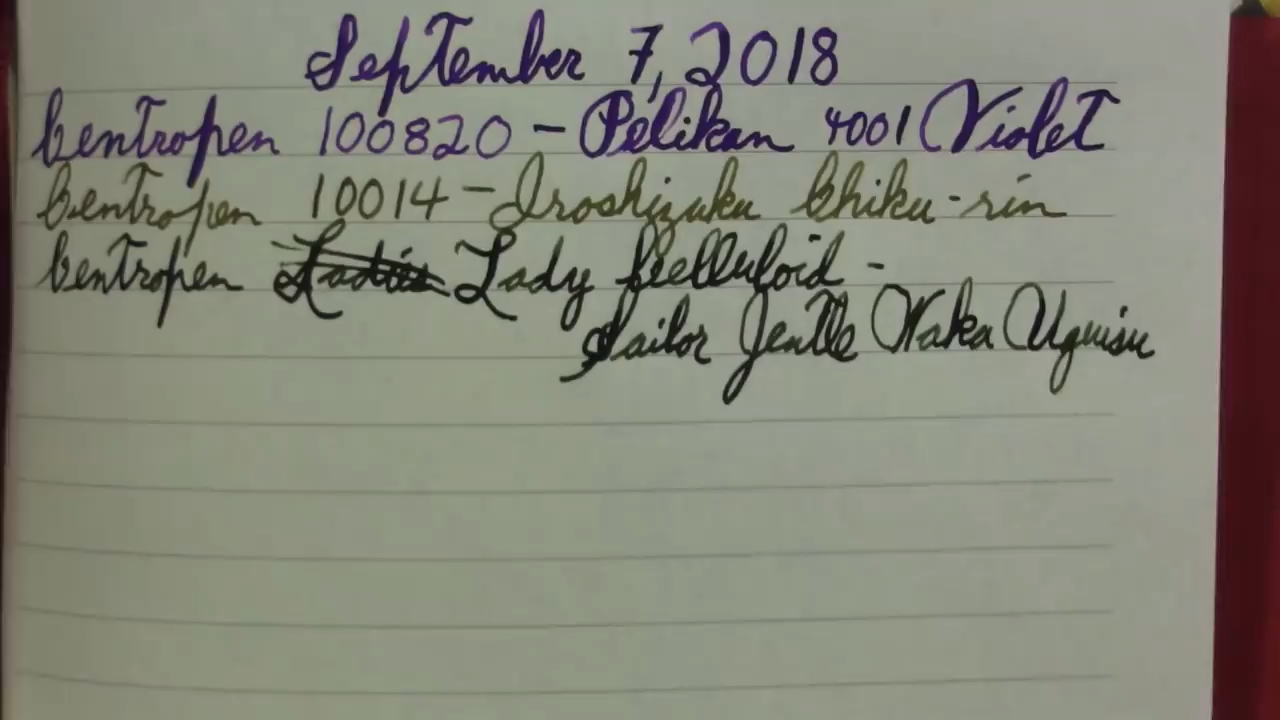 September 7, 2018
Centropen 100820 - Pelikan 4001 Violet
Centropen 10014 - Iroshizuku Chiku-rin
Centropen Lady Celluloid -
Sailor Jentle Waka Uguisu